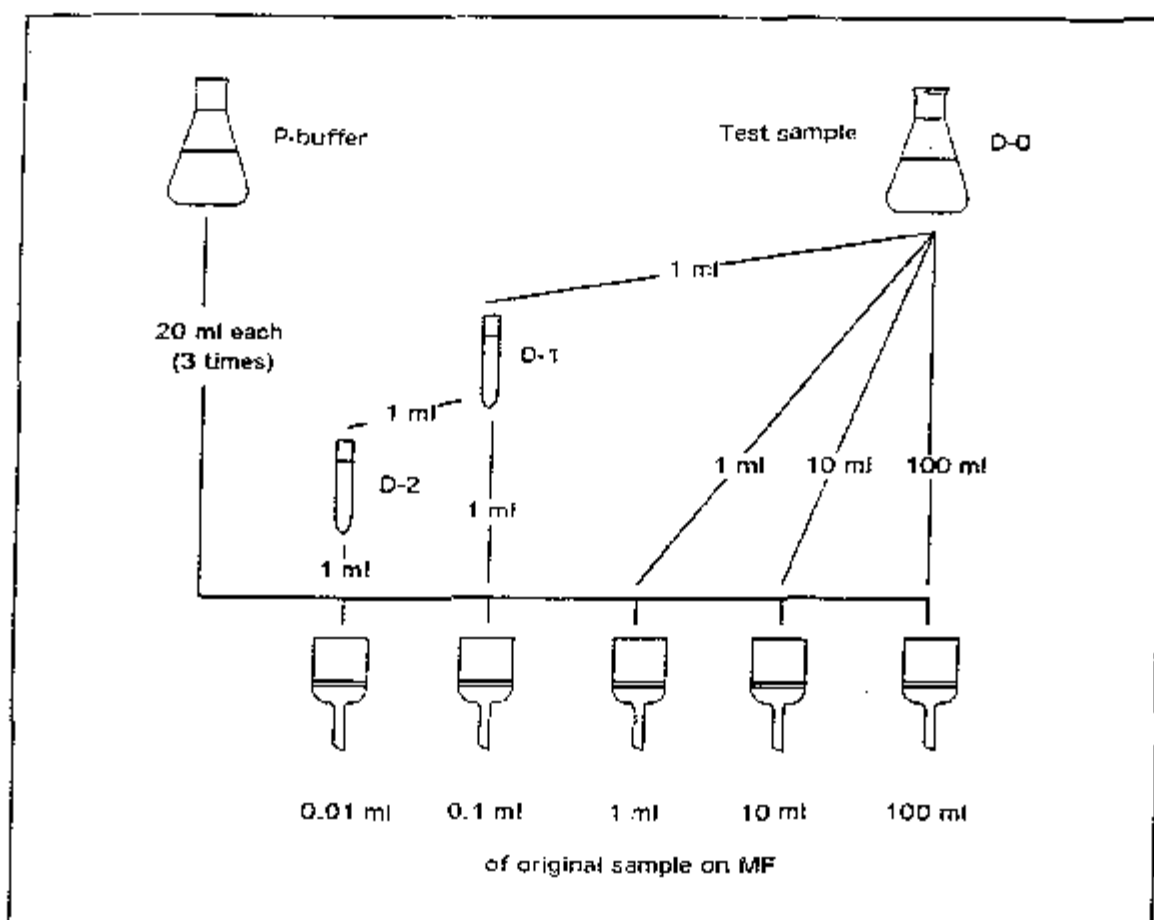 P-buffer
Test sample
D-0
1 ml
20 ml each
(3 times)
D-1
1 ml
D-2
1 ml
1 ml
10 ml
100 ml
1 ml
0.01 ml
0.1 ml
1 ml
10 ml
100 ml
of original sample on MF